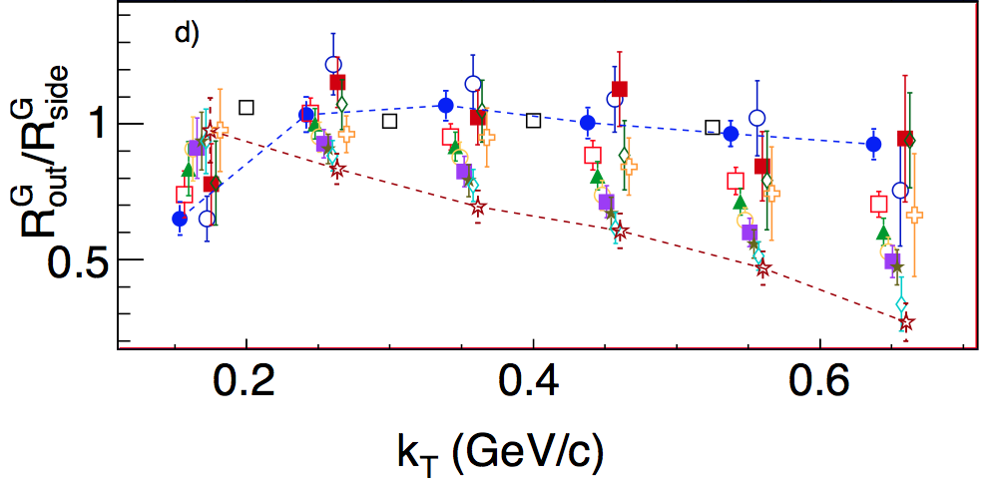 d)
R^G_out/R^G_side
1
0.5
0.2 0.4 0.6
k_T (GeV/c)